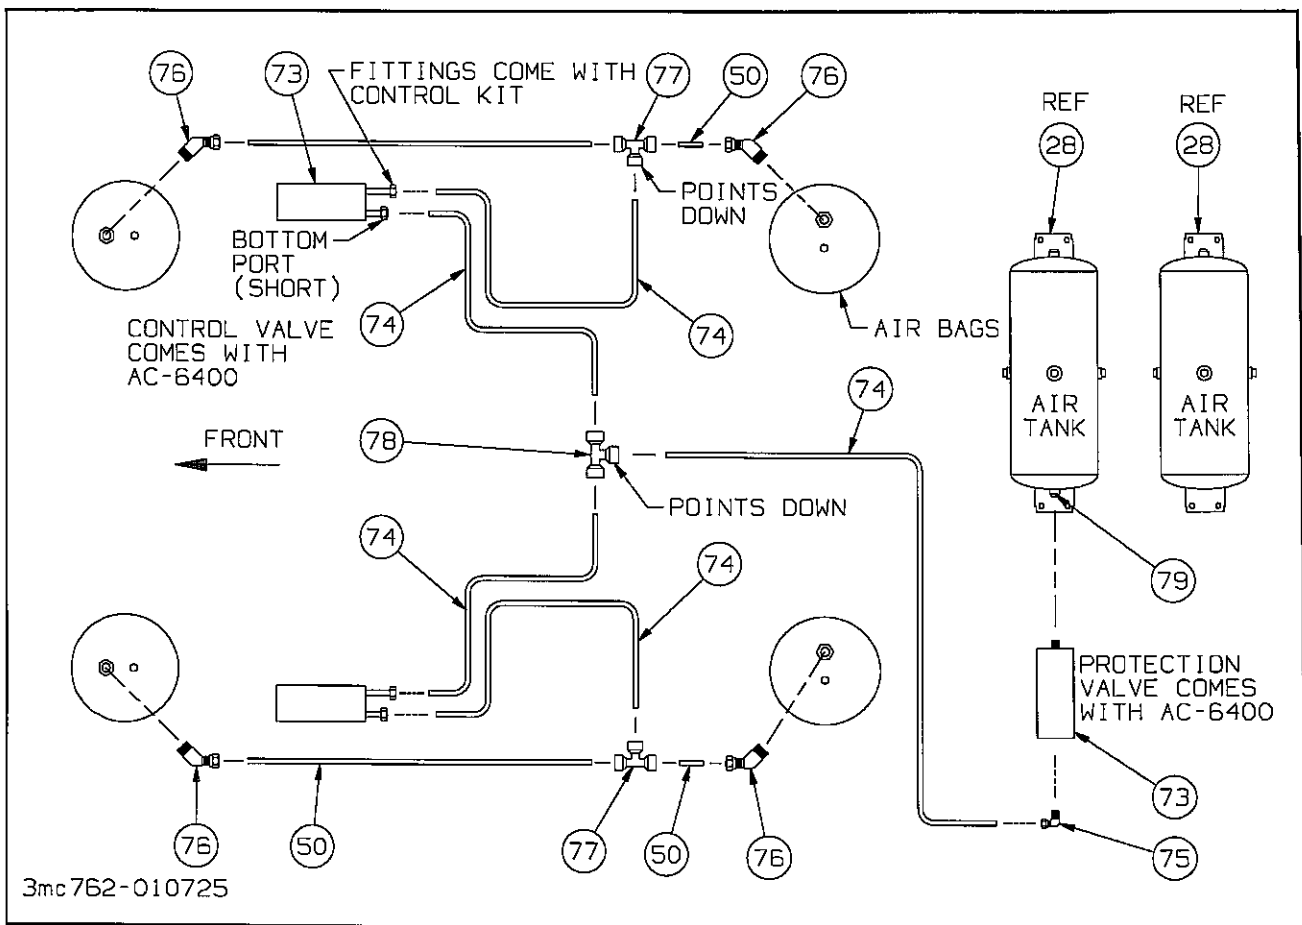 76
73
FITTINGS COME WITH
CONTROL KIT
77
50
76
REF
28
REF
28
POINTS
DOWN
BOTTOM
PORT
(SHORT)
74
74
AIR BAGS
CONTROL VALVE
COMES WITH
AC-6400
74
AIR
TANK
AIR
TANK
FRONT
78
POINTS DOWN
74
74
79
PROTECTION
VALVE COMES
WITH AC-6400
73
76
50
77
50
76
75
3mc762-010725